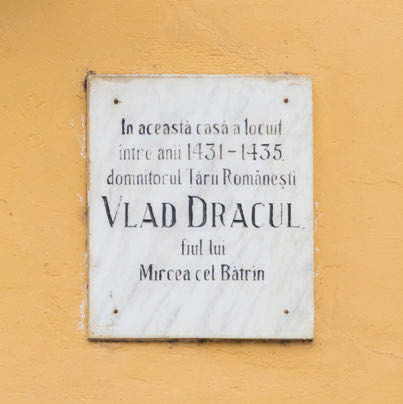 In această casă a locuit
între anii 1431-1435,
domnitorul Țării Românești
VLAD DRACUL,
fiul lui
Mircea cel Bătrîn